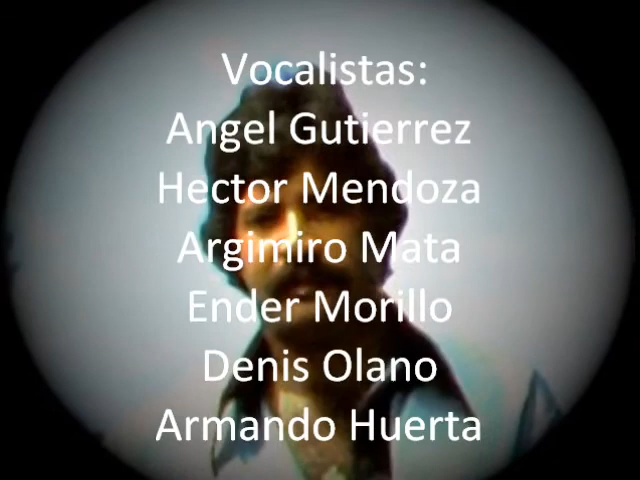 Vocalistas:
Angel Gutierrez
Hector Mendoza
Argimiro Mata
Ender Morillo
Denis Olano
Armando Huerta